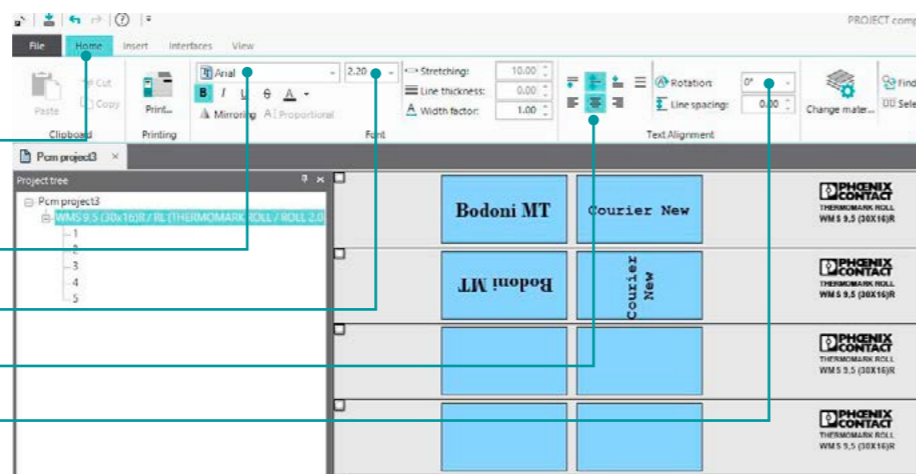 PROJECT comp
File Home Insert Interfaces View
Paste
Cut
Copy
Clipboard
Print...
Printing
Arial 2.20
B I U A
Mirroring Proportional
Stretching: 10.00
Line thickness: 0.00
Width factor: 1.00
Font
Rotation: 0°
Line spacing: 0.00
Text Alignment
Change mater...
Find
Sele
Pcm project3
Project tree
Pcm project3
WMS 9,5 (30x16)R / RL (THERMOMARK ROLL / ROLL 2.0
1
2
3
4
5
Bodoni MT
Courier New
PHOENIX
CONTACT
THERMOMARK ROLL
WMS 9,5 (30X16)R
Bodoni MT
Courier
New
PHOENIX
CONTACT
THERMOMARK ROLL
WMS 9,5 (30X16)R
PHOENIX
CONTACT
THERMOMARK ROLL
WMS 9,5 (30X16)R
PHOENIX
CONTACT
THERMOMARK ROLL
WMS 9,5 (30X16)R